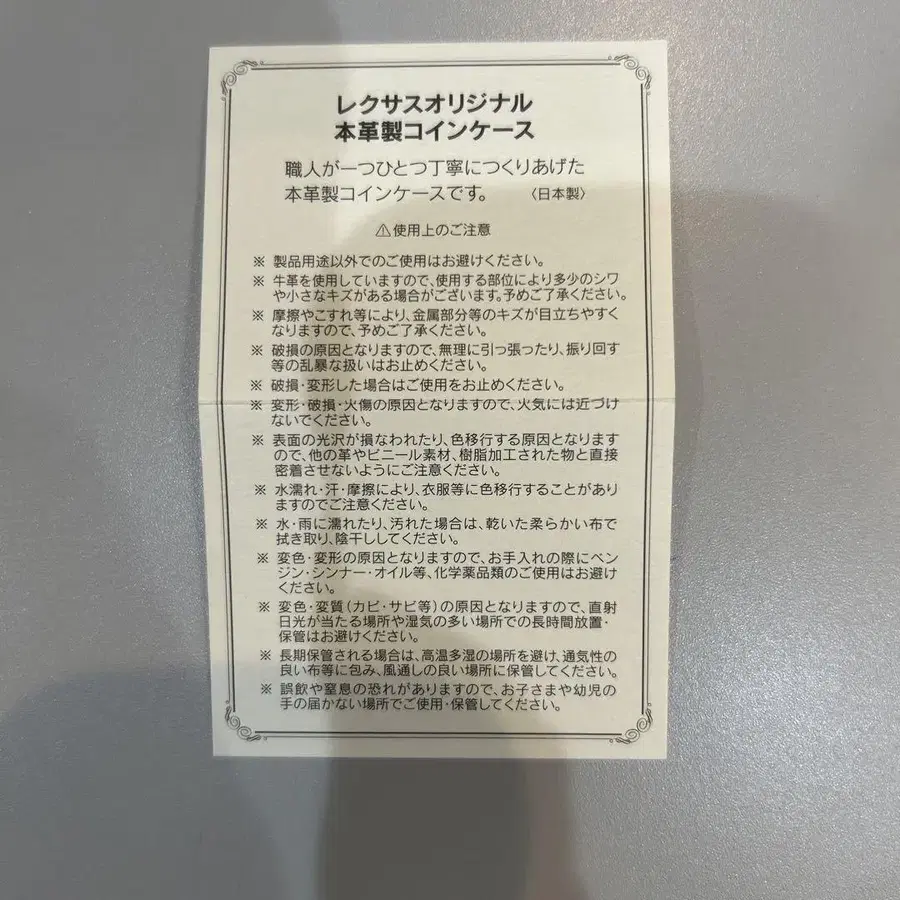 レクサスオリジナル
本革製コインケース
職人が一つひとつ丁寧につくりあげた
本革製コインケースです。 〈日本製〉
⚠使用上のご注意
※ 製品用途以外でのご使用はお避けください。
※ 牛革を使用していますので、使用する部位により多少のシワ
や小さなキズがある場合がございます。予めご了承ください。
※ 摩擦やこすれ等により、金属部分等のキズが目立ちやすく
なりますので、予めご了承ください。
※ 破損の原因となりますので、無理に引っ張ったり、振り回す
等の乱暴な扱いはお止めください。
※ 破損・変形した場合はご使用をお止めください。
※ 変形・破損・火傷の原因となりますので、火気には近づけ
ないでください。
※ 表面の光沢が損なわれたり、色移行する原因となります
ので、他の革やビニール素材、樹脂加工された物と直接
密着させないようにご注意ください。
※ 水濡れ・汗・摩擦により、衣服等に色移行することがあり
ますのでご注意ください。
※ 水・雨に濡れたり、汚れた場合は、乾いた柔らかい布で
拭き取り、陰干ししてください。
※ 変色・変形の原因となりますので、お手入れの際にベン
ジン・シンナー・オイル等、化学薬品類のご使用はお避け
ください。
※ 変色・変質（カビ・サビ等）の原因となりますので、直射
日光が当たる場所や湿気の多い場所での長時間放置・
保管はお避けください。
※ 長期保管される場合は、高温多湿の場所を避け、通気性の
良い布等に包み、風通しの良い場所に保管してください。
※ 誤飲や窒息の恐れがありますので、お子さまや幼児の
手の届かない場所でご使用・保管してください。